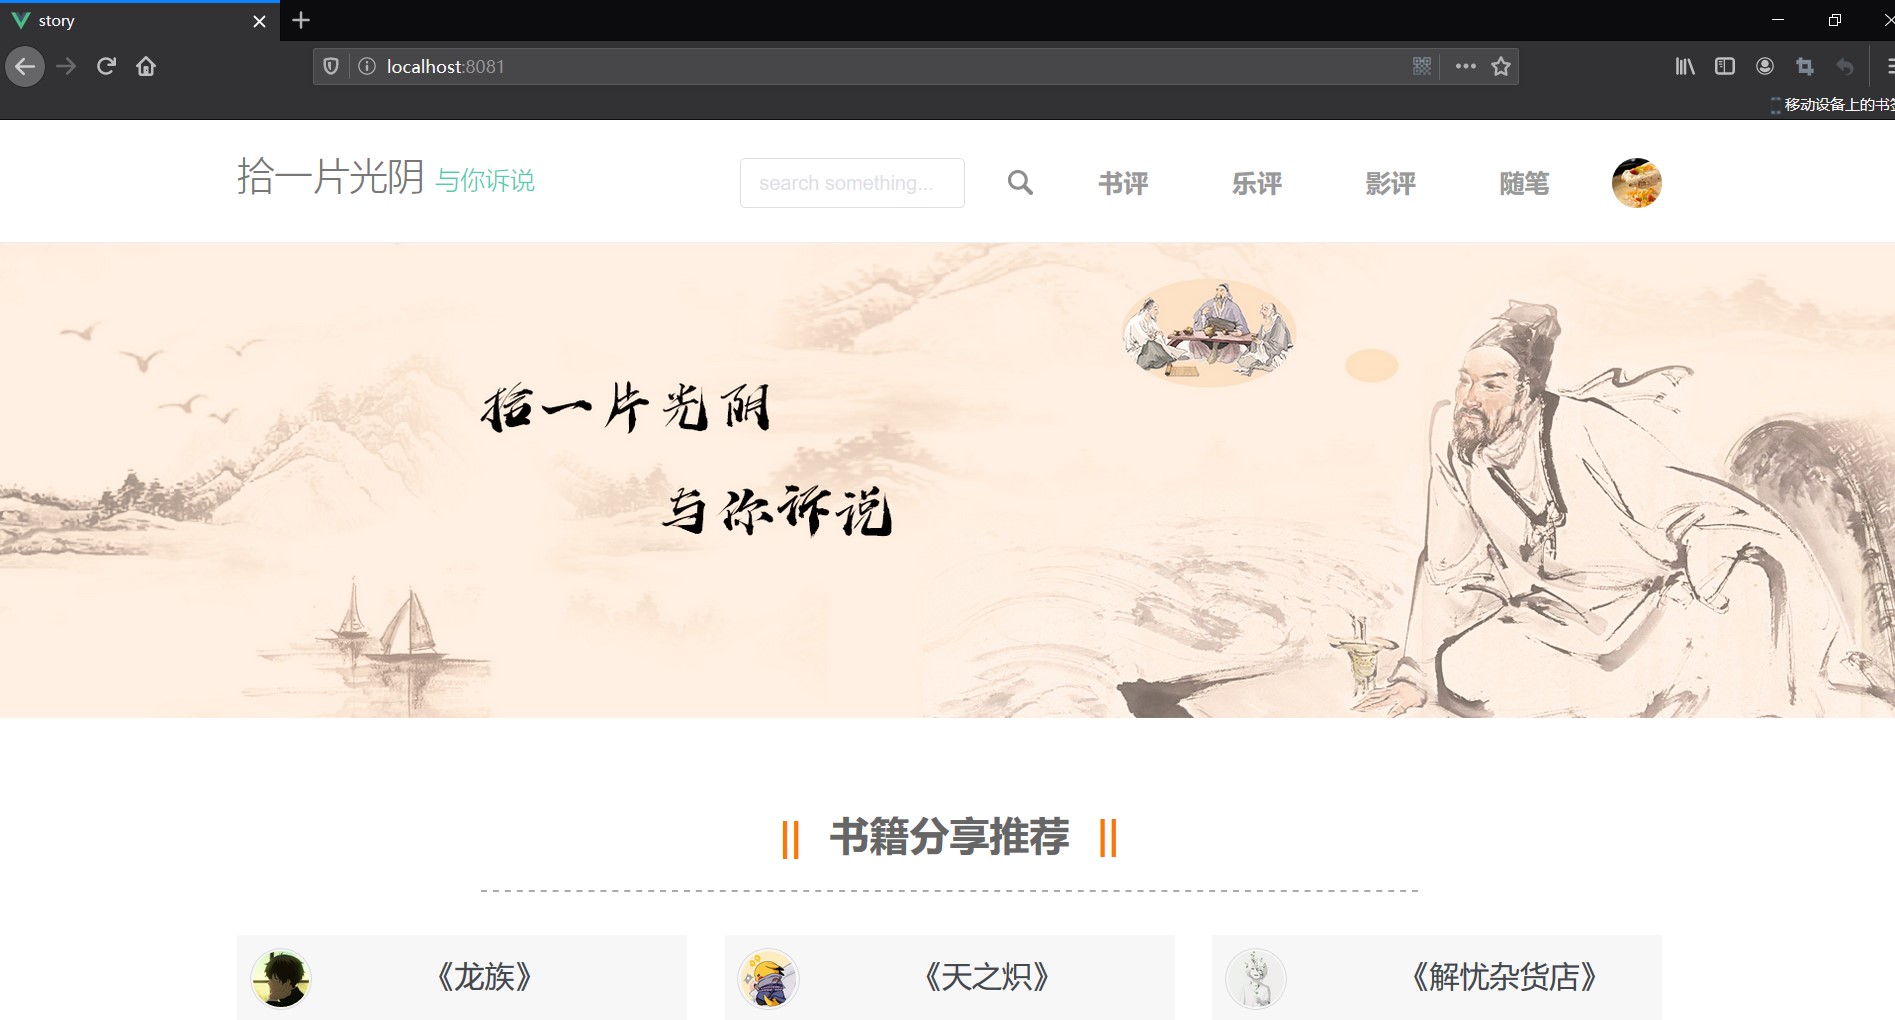 story
localhost:8081
移动设备上的书签
拾一片光阴 与你诉说
search something...
书评
乐评
影评
随笔
拾一片光阴
与你诉说
|| 书籍分享推荐 ||
《龙族》
《天之炽》
《解忧杂货店》